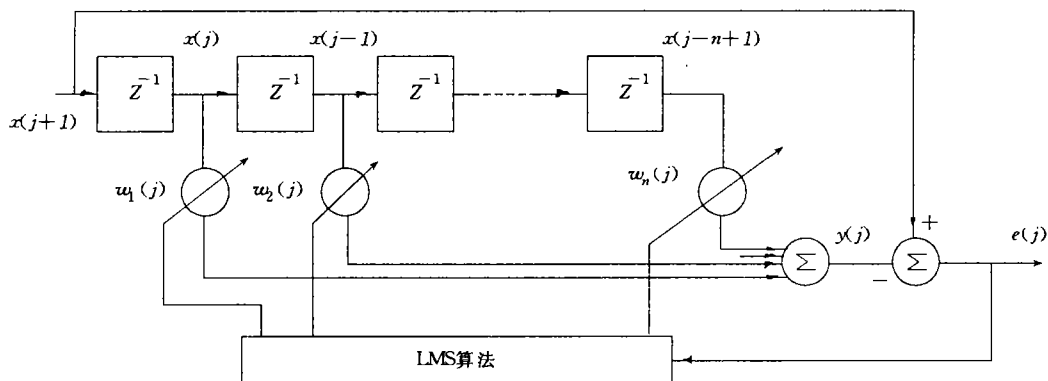 x(j)
x(j-1)
x(j-n+1)
Z⁻¹
Z⁻¹
Z⁻¹
Z⁻¹
x(j+1)
w₁(j)
w₂(j)
wₙ(j)
+
y(j)
e(j)
Σ
Σ
−
LMS算法